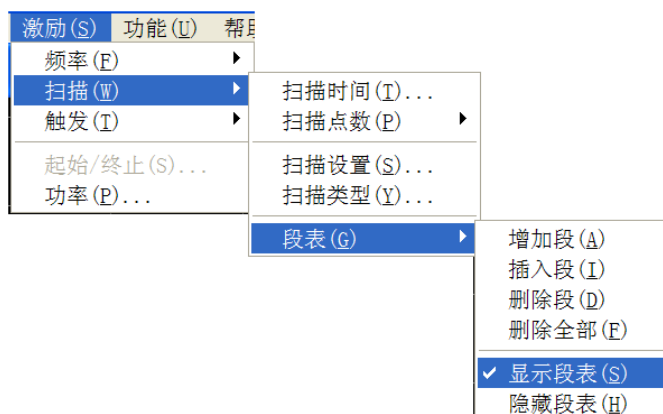 激励(S) 功能(U) 帮
频率(F)
扫描(W)
触发(T)
起始/终止(S)...
功率(P)...
扫描时间(T)...
扫描点数(P)
扫描设置(S)...
扫描类型(Y)...
段表(G)
增加段(A)
插入段(I)
删除段(D)
删除全部(F)
显示段表(S)
隐藏段表(H)